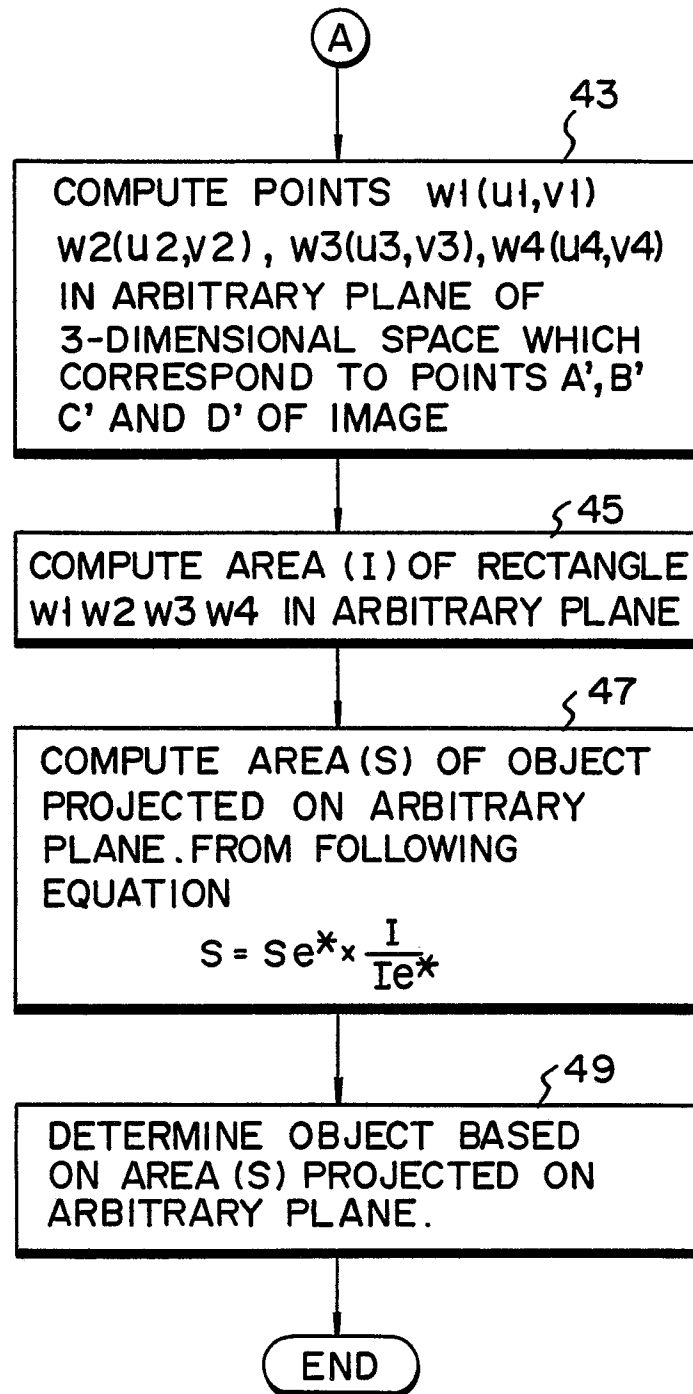 A
43
COMPUTE POINTS w1(u1,v1)
w2(u2,v2), w3(u3,v3), w4(u4,v4)
IN ARBITRARY PLANE OF
3-DIMENSIONAL SPACE WHICH
CORRESPOND TO POINTS A',B'
C' AND D' OF IMAGE
45
COMPUTE AREA (I) OF RECTANGLE
w1 w2 w3 w4 IN ARBITRARY PLANE
47
COMPUTE AREA (S) OF OBJECT
PROJECTED ON ARBITRARY
PLANE. FROM FOLLOWING
EQUATION
S = Se* × I / Ie*
49
DETERMINE OBJECT BASED
ON AREA (S) PROJECTED ON
ARBITRARY PLANE.
END